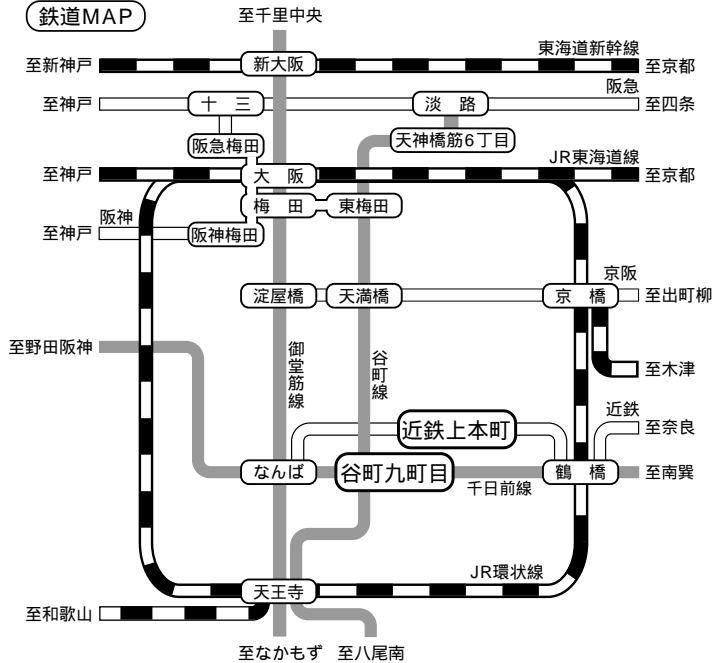 鉄道MAP
至千里中央
東海道新幹線
至新神戸
新大阪
至京都
阪急
至神戸
十三
淡路
至四条
阪急梅田
天神橋筋6丁目
JR東海道線
至神戸
大阪
至京都
梅田
東梅田
阪神
至神戸
阪神梅田
京阪
淀屋橋
天満橋
京橋
至出町柳
至野田阪神
御堂筋線
谷町線
至木津
近鉄
近鉄上本町
至奈良
なんば
谷町九町目
鶴橋
至南巽
千日前線
JR環状線
天王寺
至和歌山
至なかもず
至八尾南